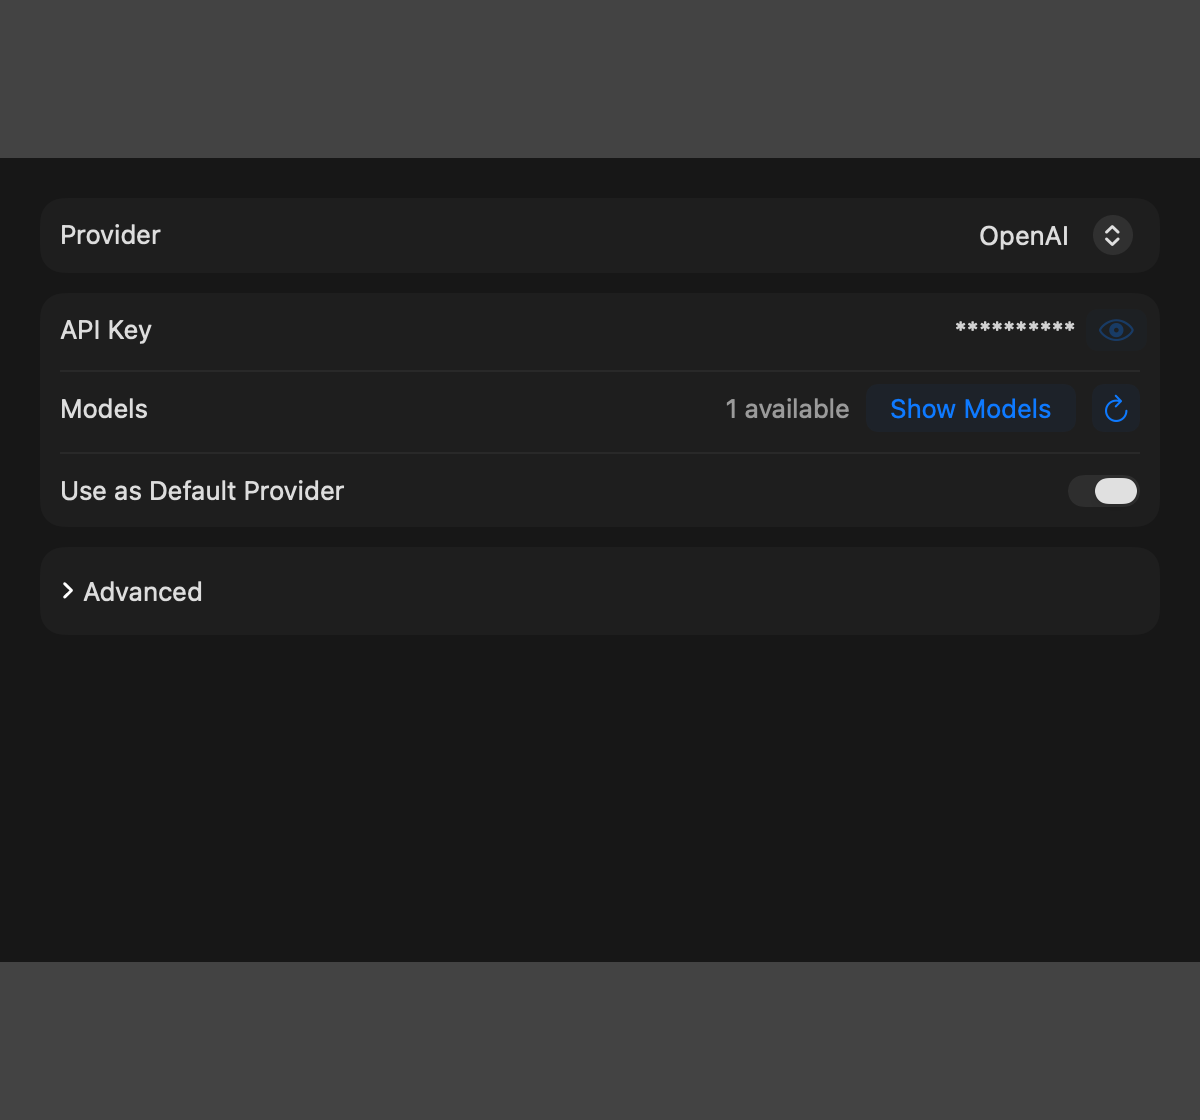 Provider OpenAI
API Key **********
Models 1 available Show Models
Use as Default Provider
Advanced